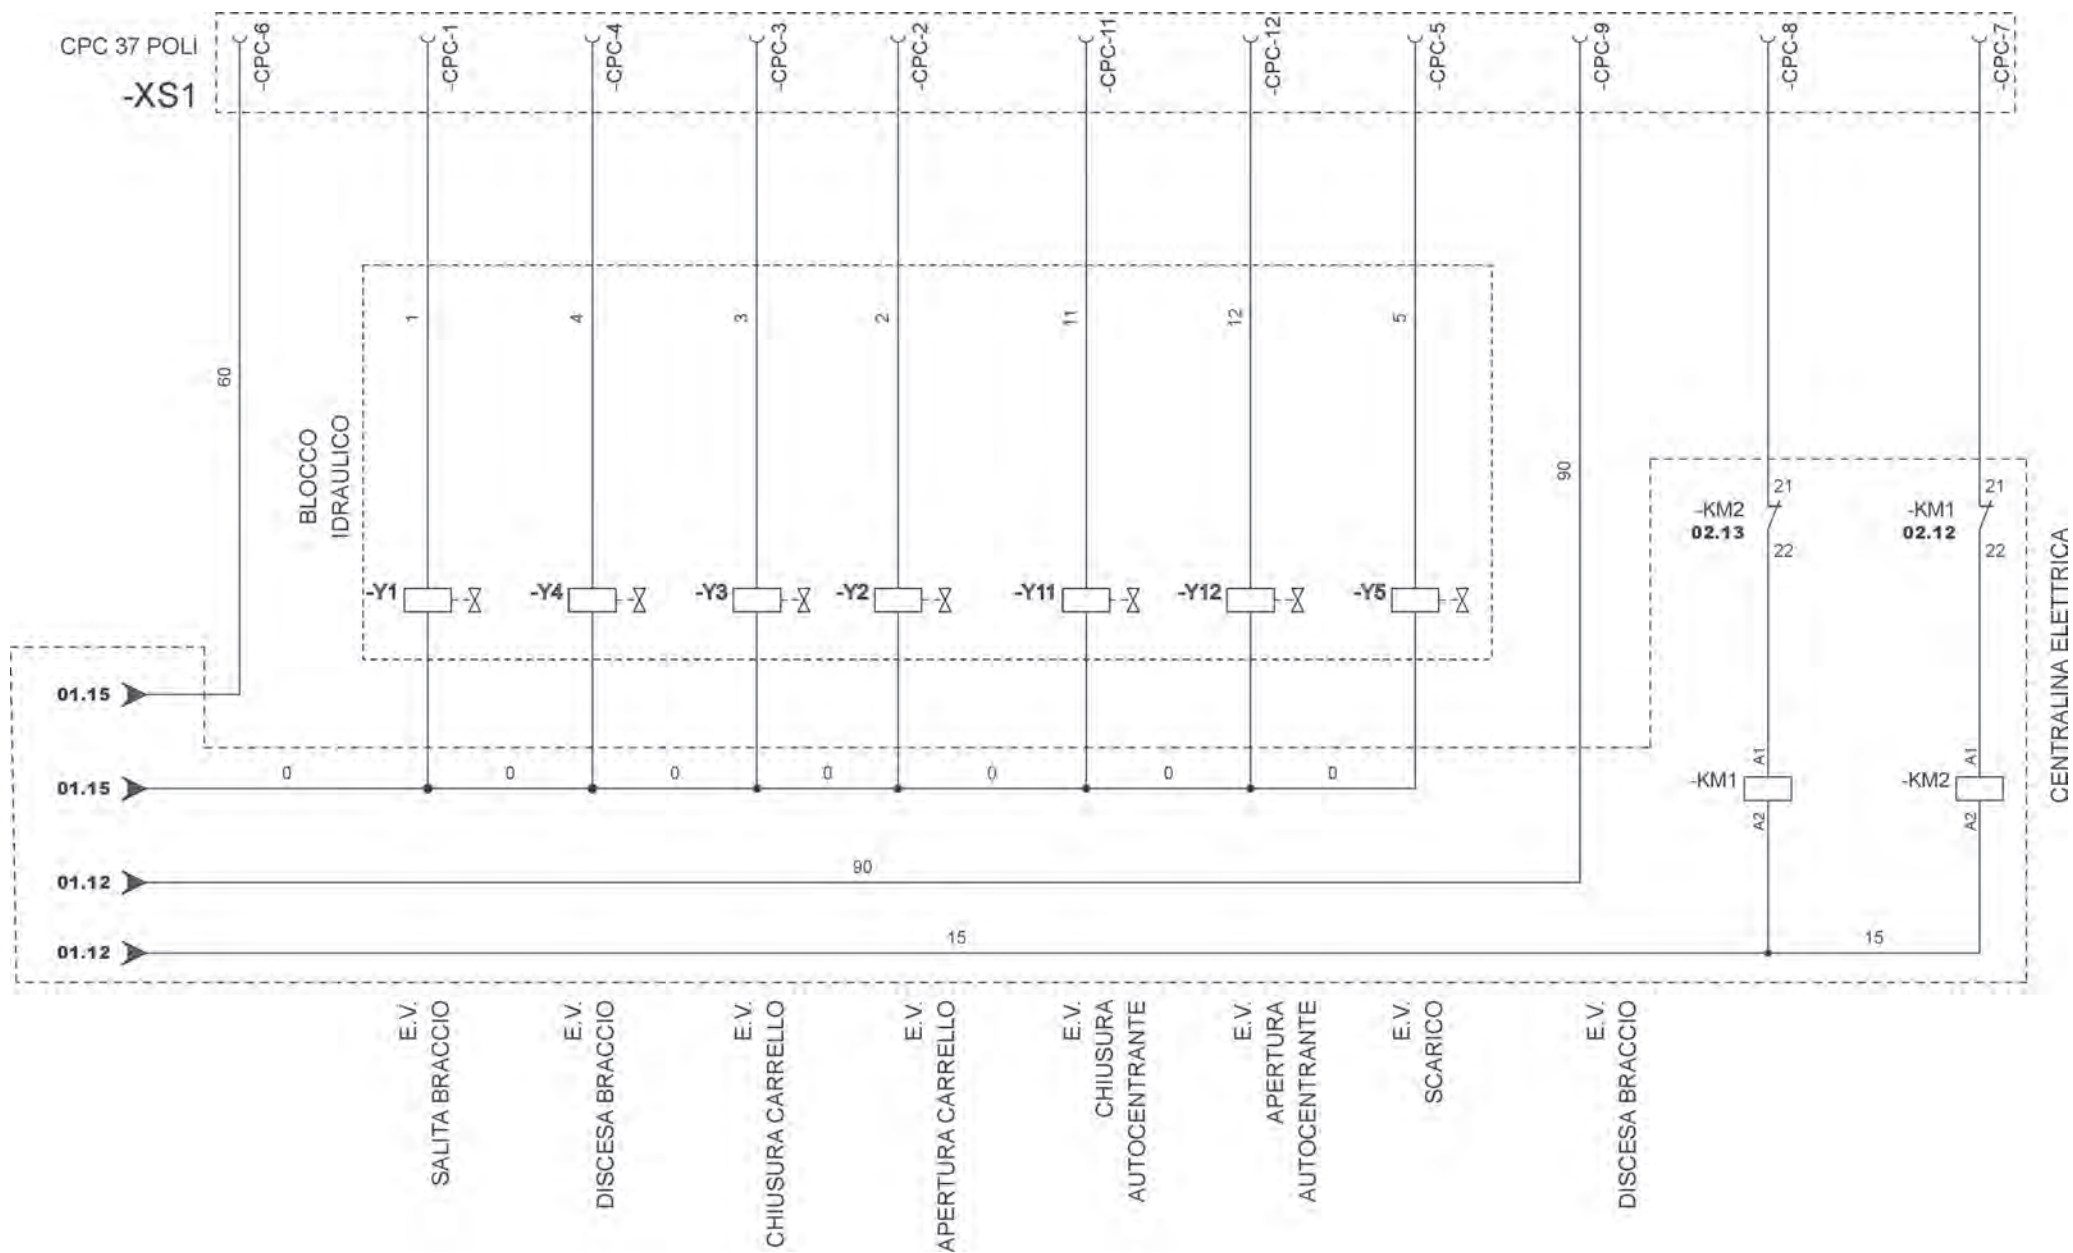 CPC 37 POLI
-XS1
-CPC-6
-CPC-1
-CPC-4
-CPC-3
-CPC-2
-CPC-11
-CPC-12
-CPC-5
-CPC-9
-CPC-8
-CPC-7
60
1
4
3
2
11
12
5
90
BLOCCO
IDRAULICO
21
-KM2
02.13
22
21
-KM1
02.12
22
-Y1
-Y4
-Y3
-Y2
-Y11
-Y12
-Y5
CENTRALINA ELETTRICA
01.15
01.15
0
0
0
0
0
0
0
A1
-KM1
A2
A1
-KM2
A2
01.12
90
01.12
15
15
E.V.
SALITA BRACCIO
E.V.
DISCESA BRACCIO
E.V.
CHIUSURA CARRELLO
E.V.
APERTURA CARRELLO
E.V.
CHIUSURA
AUTOCENTRANTE
E.V.
APERTURA
AUTOCENTRANTE
E.V.
SCARICO
E.V.
DISCESA BRACCIO